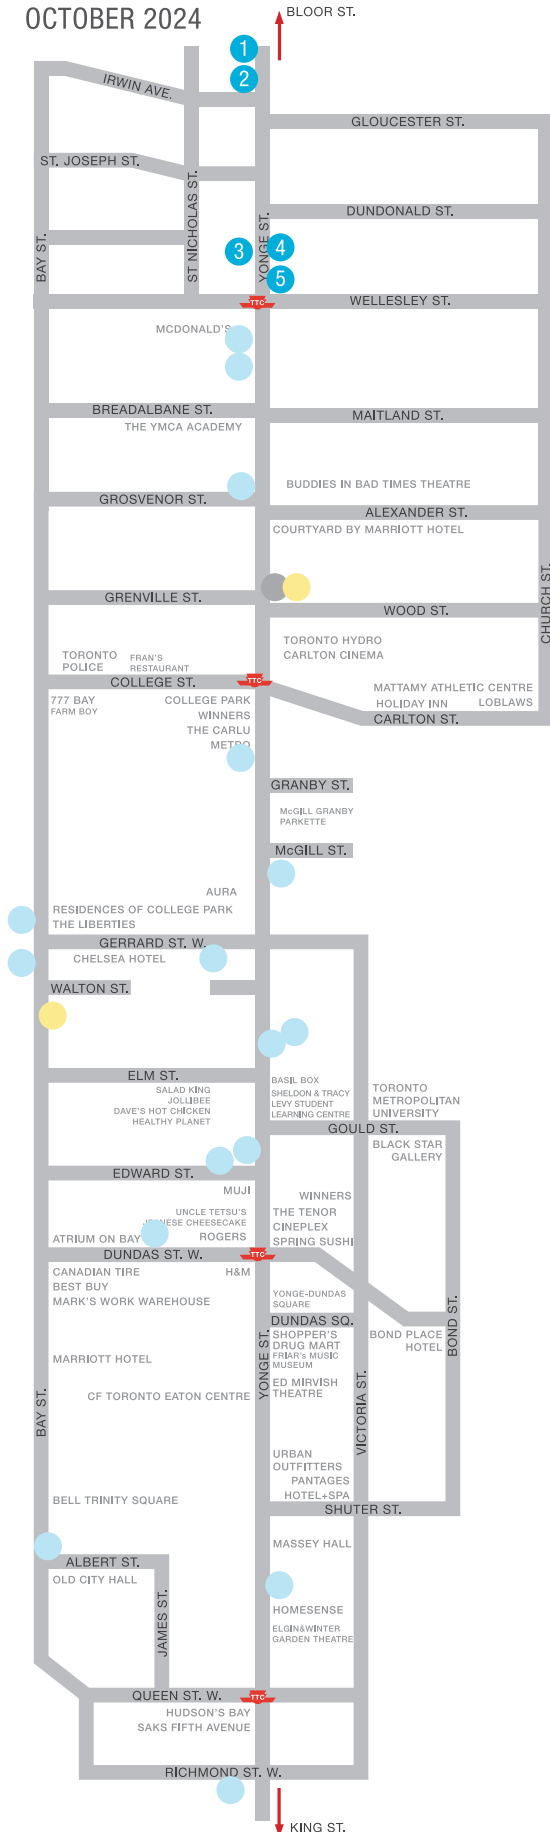 OCTOBER 2024
BLOOR ST.
1
2
IRWIN AVE.
GLOUCESTER ST.
ST. JOSEPH ST.
ST NICHOLAS ST.
DUNDONALD ST.
BAY ST.
YONGE ST.
3
4
5
TTC
WELLESLEY ST.
MCDONALD'S
BREADALBANE ST.
MAITLAND ST.
THE YMCA ACADEMY
BUDDIES IN BAD TIMES THEATRE
GROSVENOR ST.
ALEXANDER ST.
COURTYARD BY MARRIOTT HOTEL
CHURCH ST.
GRENVILLE ST.
WOOD ST.
TORONTO HYDRO
CARLTON CINEMA
TORONTO
POLICE
FRAN'S
RESTAURANT
COLLEGE ST.
TTC
MATTAMY ATHLETIC CENTRE
HOLIDAY INN
LOBLAWS
CARLTON ST.
777 BAY
FARM BOY
COLLEGE PARK
WINNERS
THE CARLU
METRO
GRANBY ST.
McGILL GRANBY
PARKETTE
McGILL ST.
AURA
RESIDENCES OF COLLEGE PARK
THE LIBERTIES
GERRARD ST. W.
CHELSEA HOTEL
WALTON ST.
ELM ST.
BASIL BOX
SHELDON & TRACY
LEVY STUDENT
LEARNING CENTRE
TORONTO
METROPOLITAN
UNIVERSITY
SALAD KING
JOLLIBEE
DAVE'S HOT CHICKEN
HEALTHY PLANET
GOULD ST.
BLACK STAR
GALLERY
EDWARD ST.
MUJI
WINNERS
UNCLE TETSU'S
CHEESECAKE
ROGERS
THE TENOR
CINEPLEX
SPRING SUSHI
ATRIUM ON BAY
DUNDAS ST. W.
TTC
CANADIAN TIRE
BEST BUY
MARK'S WORK WAREHOUSE
H&M
YONGE-DUNDAS
SQUARE
DUNDAS SQ.
BOND ST.
SHOPPER'S
DRUG MART
FRIAR's MUSIC
MUSEUM
BOND PLACE
HOTEL
MARRIOTT HOTEL
YONGE ST.
ED MIRVISH
THEATRE
CF TORONTO EATON CENTRE
BAY ST.
VICTORIA ST.
URBAN
OUTFITTERS
PANTAGES
HOTEL+SPA
BELL TRINITY SQUARE
SHUTER ST.
MASSEY HALL
ALBERT ST.
OLD CITY HALL
JAMES ST.
HOMESENSE
ELGIN&WINTER
GARDEN THEATRE
QUEEN ST. W.
TTC
HUDSON'S BAY
SAKS FIFTH AVENUE
RICHMOND ST. W.
KING ST.